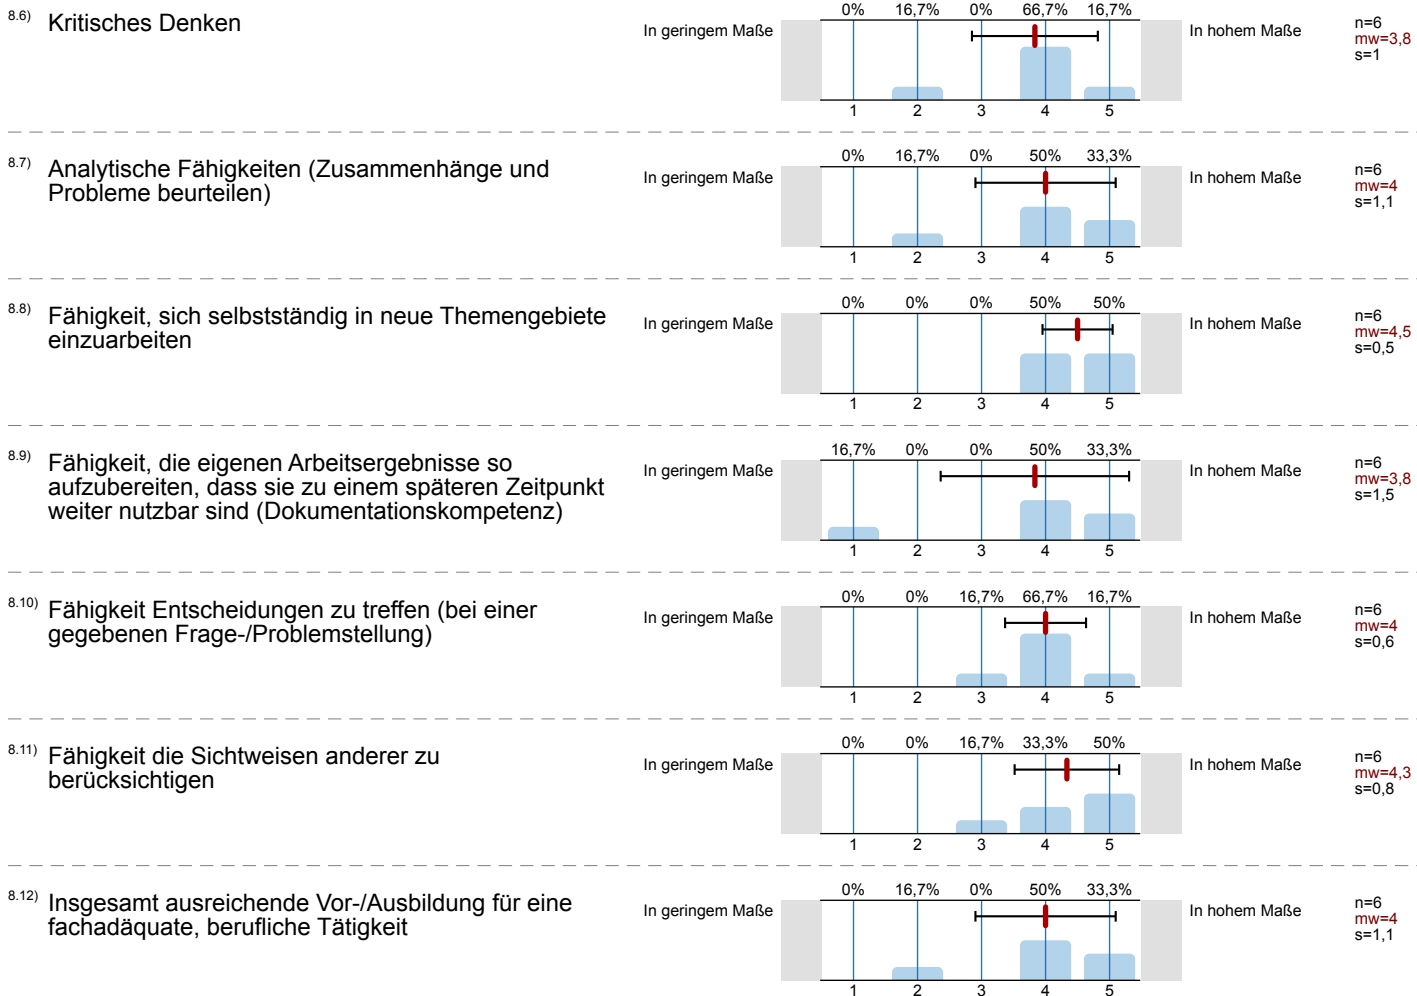 8.6) Kritisches Denken
In geringem Maße
0% 16,7% 0% 66,7% 16,7%
1 2 3 4 5
In hohem Maße
n=6
mw=3,8
s=1
8.7) Analytische Fähigkeiten (Zusammenhänge und
Probleme beurteilen)
In geringem Maße
0% 16,7% 0% 50% 33,3%
1 2 3 4 5
In hohem Maße
n=6
mw=4
s=1,1
8.8) Fähigkeit, sich selbstständig in neue Themengebiete
einzuarbeiten
In geringem Maße
0% 0% 0% 50% 50%
1 2 3 4 5
In hohem Maße
n=6
mw=4,5
s=0,5
8.9) Fähigkeit, die eigenen Arbeitsergebnisse so
aufzubereiten, dass sie zu einem späteren Zeitpunkt
weiter nutzbar sind (Dokumentationskompetenz)
In geringem Maße
16,7% 0% 0% 50% 33,3%
1 2 3 4 5
In hohem Maße
n=6
mw=3,8
s=1,5
8.10) Fähigkeit Entscheidungen zu treffen (bei einer
gegebenen Frage-/Problemstellung)
In geringem Maße
0% 0% 16,7% 66,7% 16,7%
1 2 3 4 5
In hohem Maße
n=6
mw=4
s=0,6
8.11) Fähigkeit die Sichtweisen anderer zu
berücksichtigen
In geringem Maße
0% 0% 16,7% 33,3% 50%
1 2 3 4 5
In hohem Maße
n=6
mw=4,3
s=0,8
8.12) Insgesamt ausreichende Vor-/Ausbildung für eine
fachadäquate, berufliche Tätigkeit
In geringem Maße
0% 16,7% 0% 50% 33,3%
1 2 3 4 5
In hohem Maße
n=6
mw=4
s=1,1